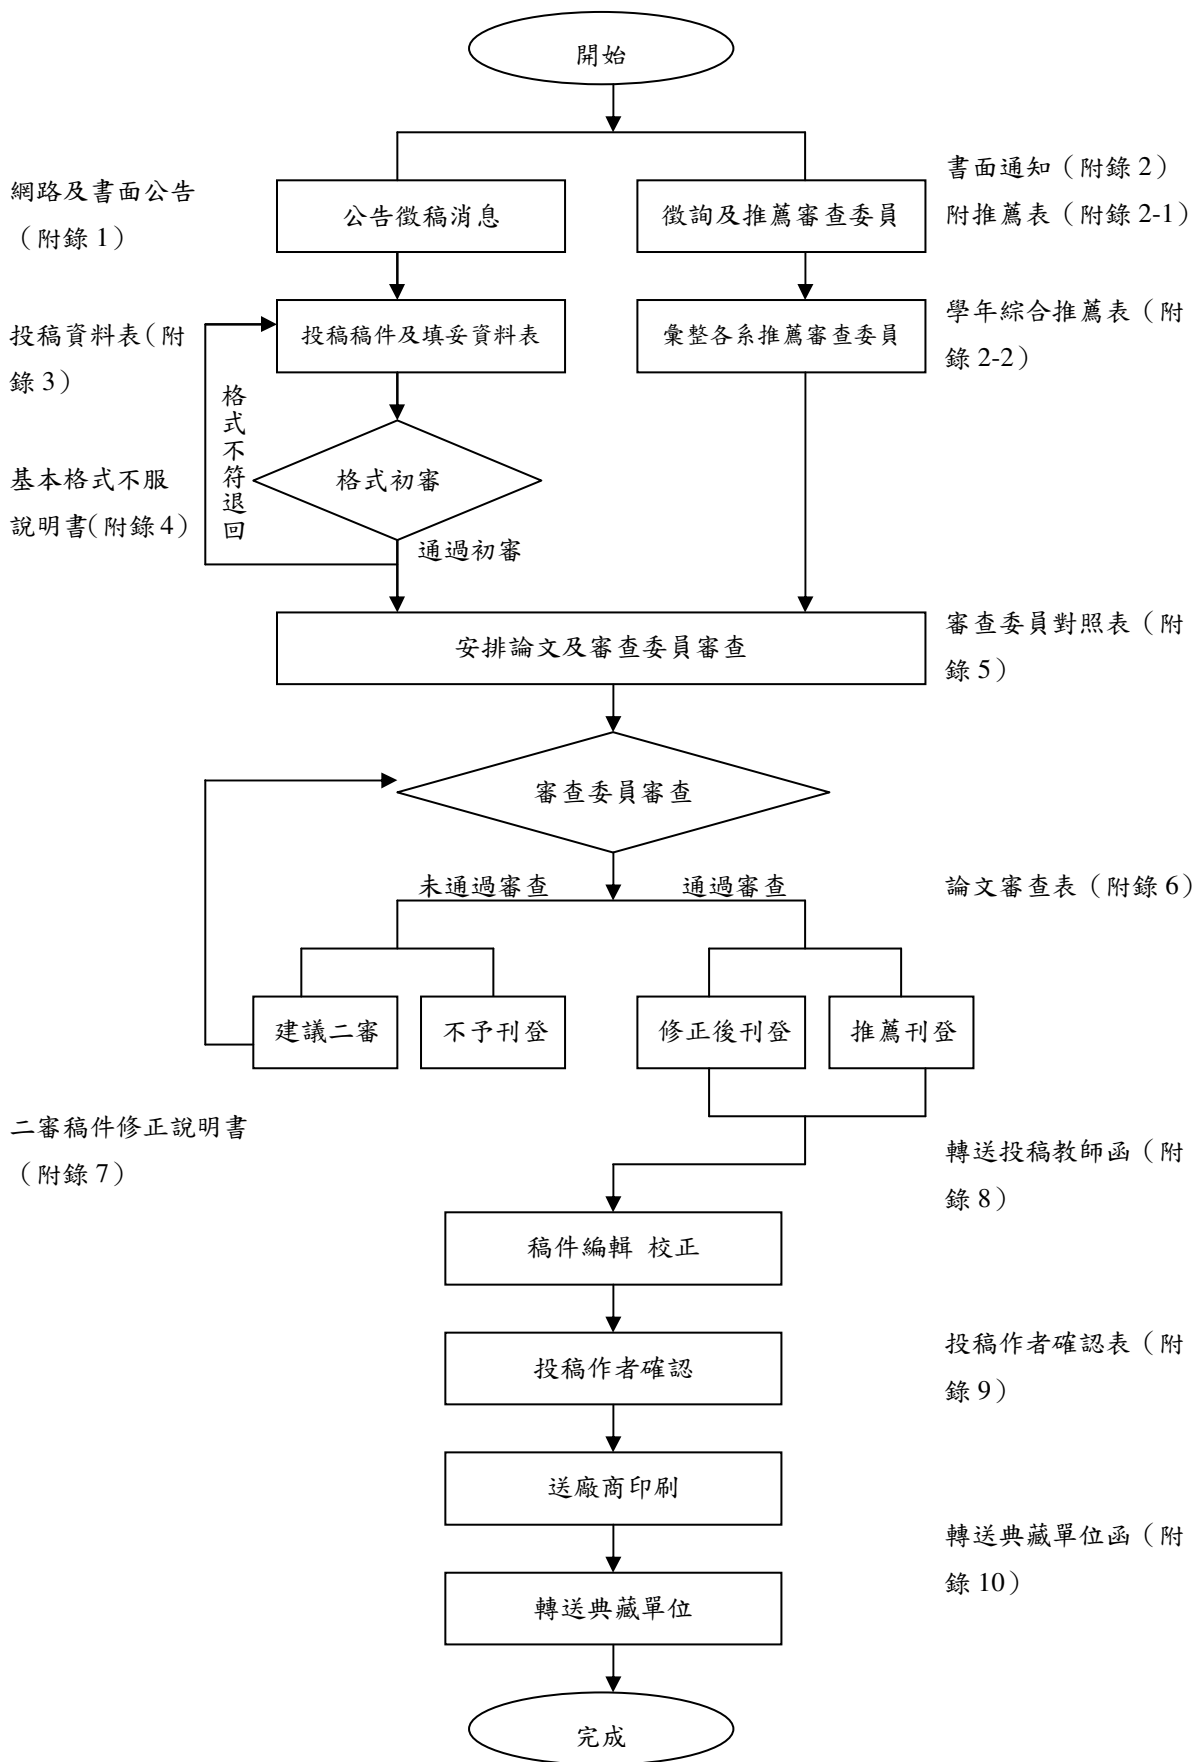 開始
網路及書面公告
（附錄 1）
公告徵稿消息
徵詢及推薦審查委員
書面通知（附錄 2）
附推薦表（附錄 2-1）
投稿資料表（附
錄 3）
投稿稿件及填妥資料表
彙整各系推薦審查委員
學年綜合推薦表（附
錄 2-2）
格式不符退回
基本格式不服
說明書（附錄 4）
格式初審
通過初審
安排論文及審查委員審查
審查委員對照表（附
錄 5）
審查委員審查
未通過審查
通過審查
論文審查表（附錄 6）
建議二審
不予刊登
修正後刊登
推薦刊登
二審稿件修正說明書
（附錄 7）
轉送投稿教師函（附
錄 8）
稿件編輯 校正
投稿作者確認
投稿作者確認表（附
錄 9）
送廠商印刷
轉送典藏單位函（附
錄 10）
轉送典藏單位
完成